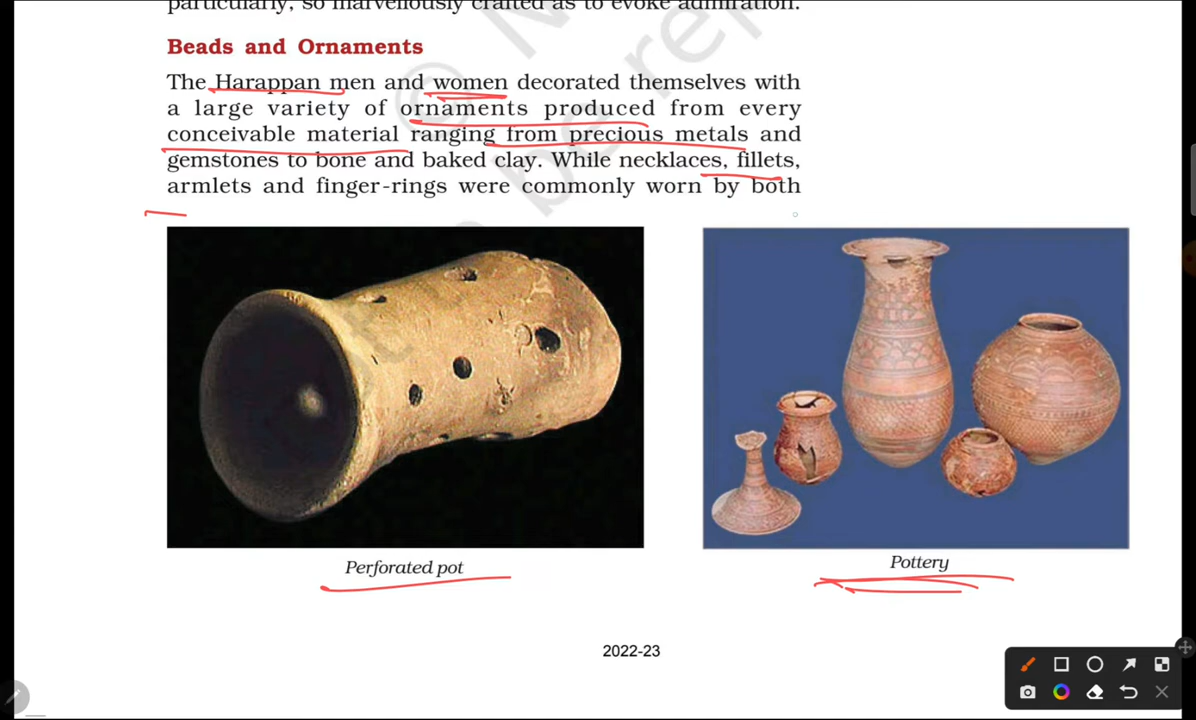 particularly, so marvellously crafted as to evoke admiration.
Beads and Ornaments
The Harappan men and women decorated themselves with
a large variety of ornaments produced from every
conceivable material ranging from precious metals and
gemstones to bone and baked clay. While necklaces, fillets,
armlets and finger-rings were commonly worn by both
Perforated pot
Pottery
2022-23